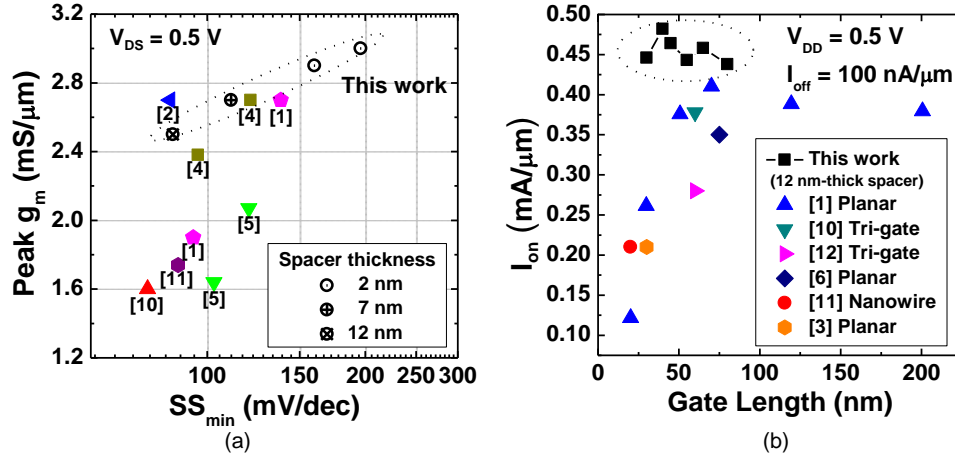 V_DS = 0.5 V
This work
[2]
[4]
[1]
[4]
[5]
[1]
[11]
[10]
[5]
Spacer thickness
2 nm
7 nm
12 nm
3.2
2.8
2.4
2.0
1.6
1.2
100 150 200 250 300
Peak g_m (mS/μm)
SS_min (mV/dec)
(a)
V_DD = 0.5 V
I_off = 100 nA/μm
This work
(12 nm-thick spacer)
[1] Planar
[10] Tri-gate
[12] Tri-gate
[6] Planar
[11] Nanowire
[3] Planar
0.50
0.45
0.40
0.35
0.30
0.25
0.20
0.15
0.10
0 50 100 150 200
I_on (mA/μm)
Gate Length (nm)
(b)